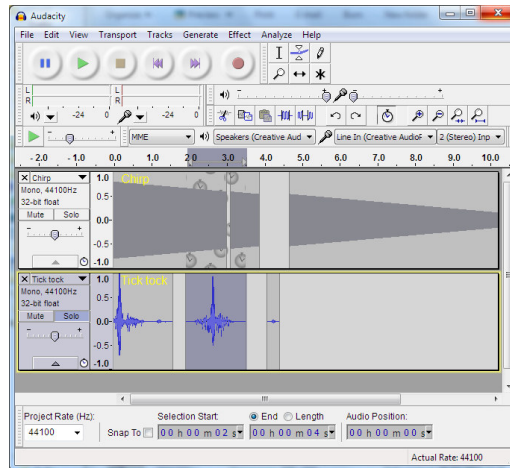 Audacity
File Edit View Transport Tracks Generate Effect Analyze Help
L
R
L
R
-24 0 -24 0
MME Speakers (Creative Aud Line In (Creative AudioF 2 (Stereo) Inp
- 2.0 - 1.0 0.0 1.0 2.0 3.0 4.0 5.0 6.0 7.0 8.0 9.0 10.0
Chirp 1.0 Chirp
Mono, 44100Hz
32-bit float 0.5-
Mute Solo 0.0-
- +
-0.5-
-1.0
Tick tock 1.0 Tick tock
Mono, 44100Hz
32-bit float 0.5-
Mute Solo 0.0-
- +
-0.5-
-1.0
Project Rate (Hz): Selection Start: End Length Audio Position:
44100 Snap To 00 h 00 m 02 s 00 h 00 m 04 s 00 h 00 m 00 s
Actual Rate: 44100